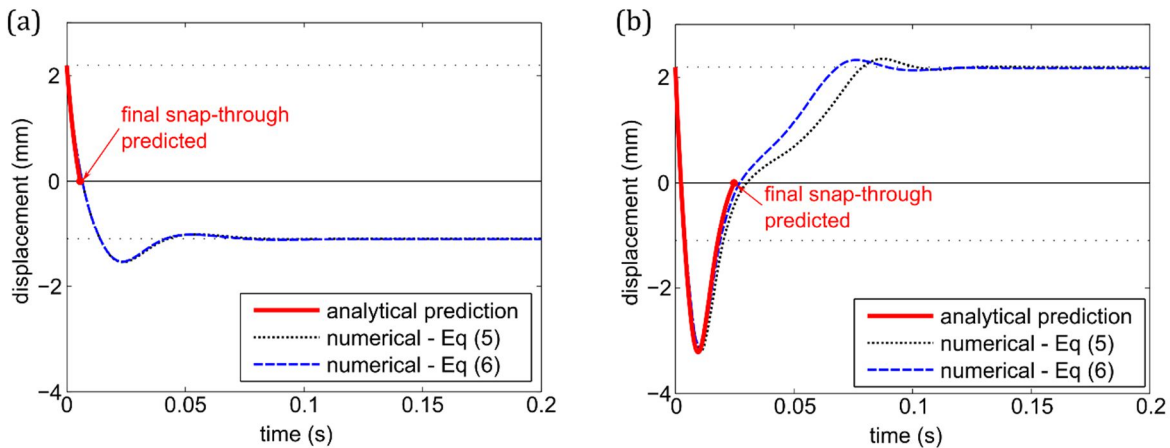 (a)
2
0
−2
−4
displacement (mm)
final snap-through
predicted
analytical prediction
numerical - Eq (5)
numerical - Eq (6)
0
0.05
0.1
0.15
0.2
time (s)
(b)
2
0
−2
−4
displacement (mm)
final snap-through
predicted
analytical prediction
numerical - Eq (5)
numerical - Eq (6)
0
0.05
0.1
0.15
0.2
time (s)